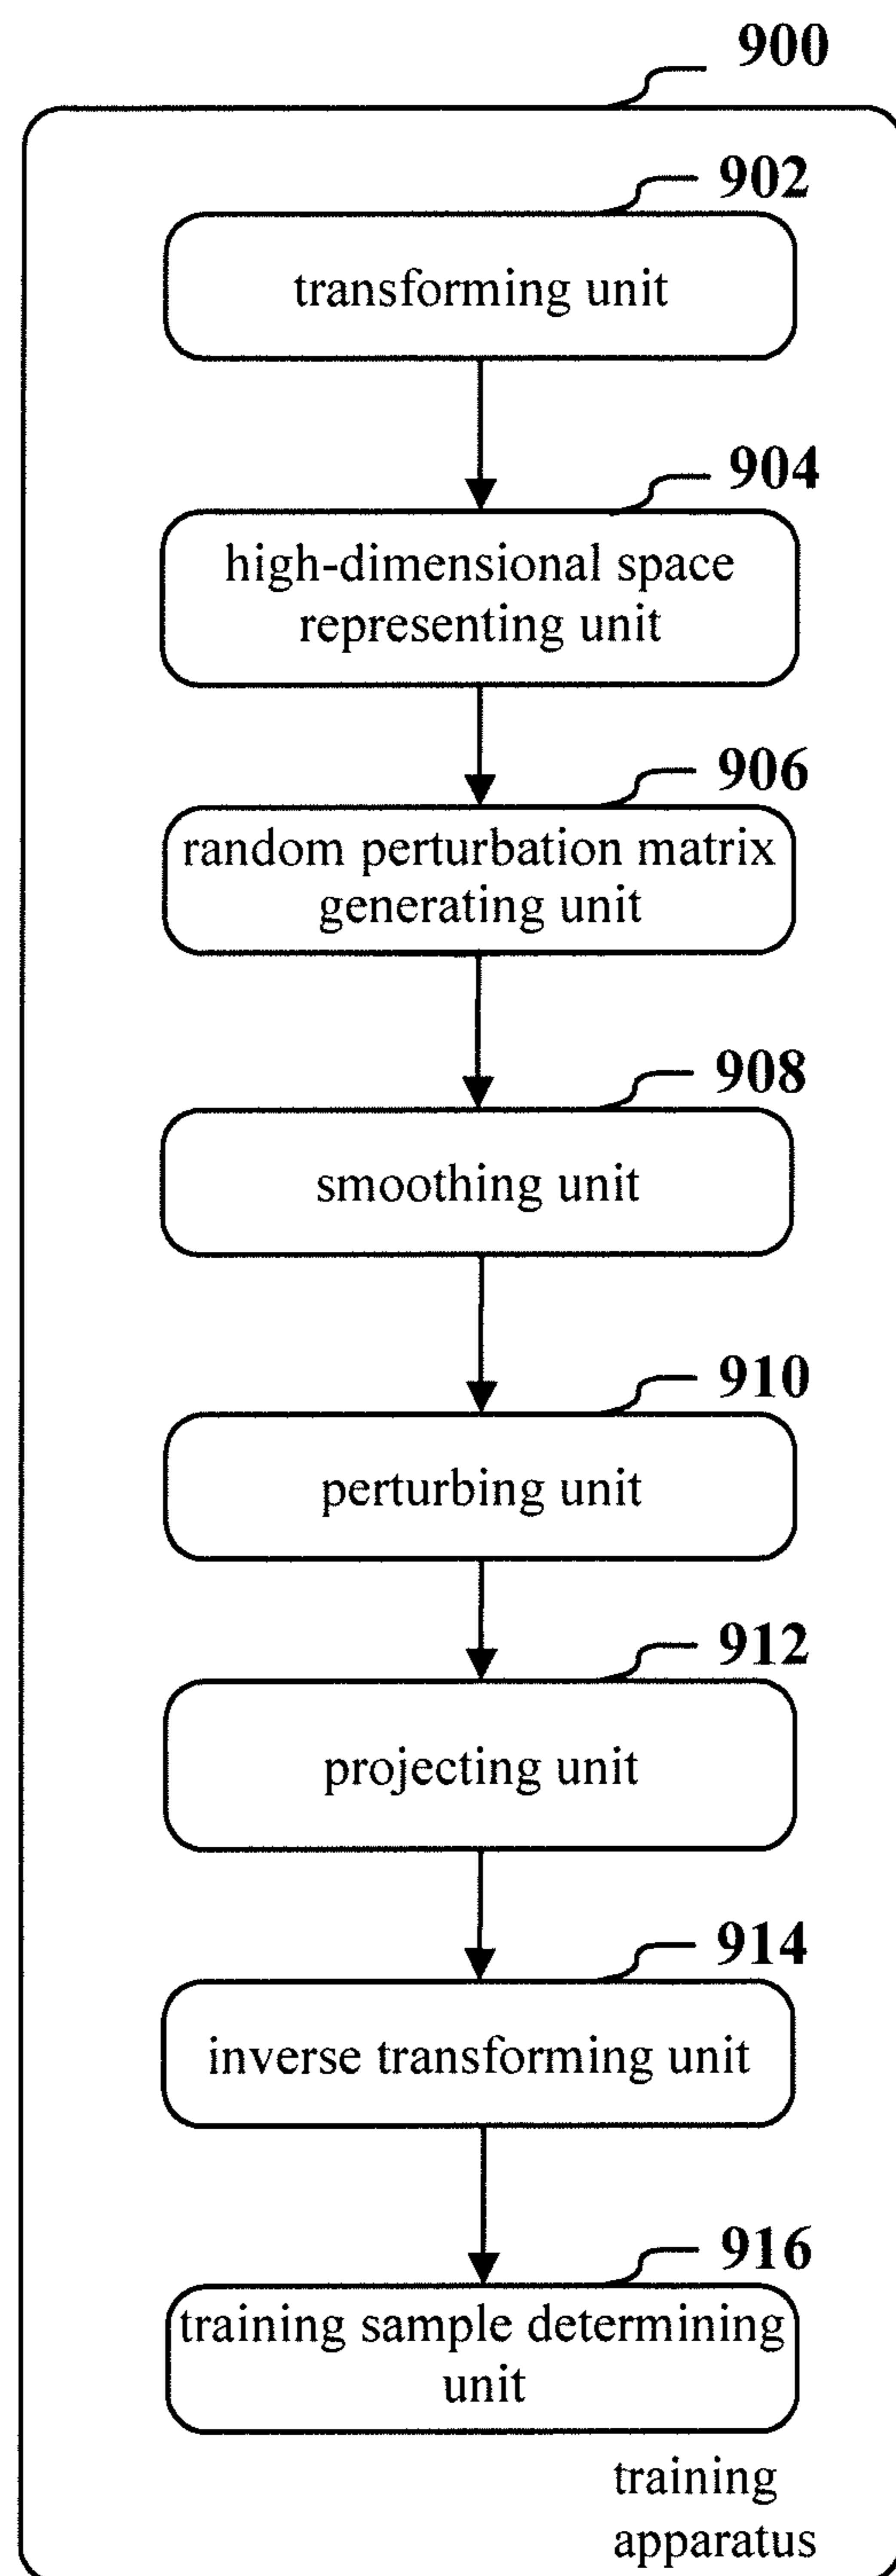 900
902
transforming unit
904
high-dimensional space
representing unit
906
random perturbation matrix
generating unit
908
smoothing unit
910
perturbing unit
912
projecting unit
914
inverse transforming unit
916
training sample determining
unit
training
apparatus